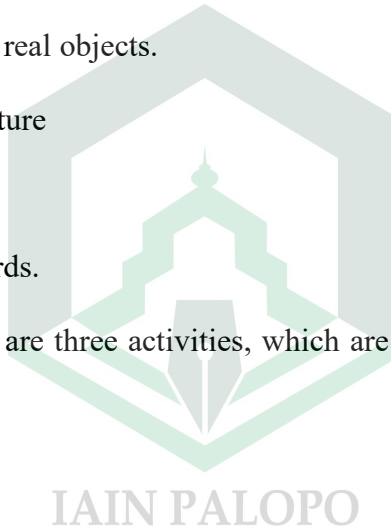 real objects.
ture
rds.
are three activities, which are
IAIN PALOPO